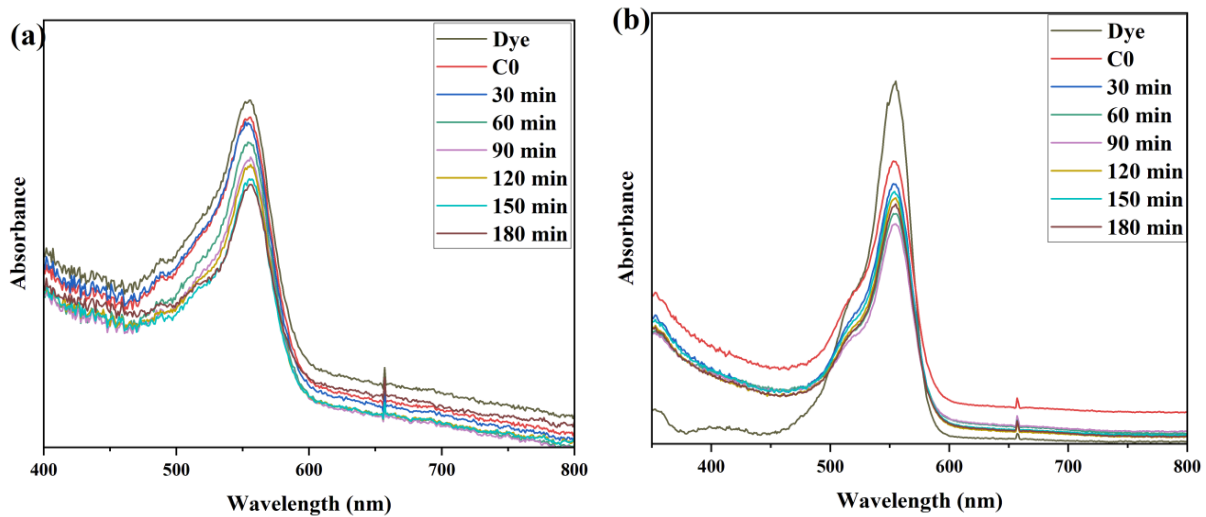 (a)
Dye
C0
30 min
60 min
90 min
120 min
150 min
180 min
Absorbance
400
500
600
700
800
Wavelength (nm)
(b)
Dye
C0
30 min
60 min
90 min
120 min
150 min
180 min
Absorbance
400
500
600
700
800
Wavelength (nm)